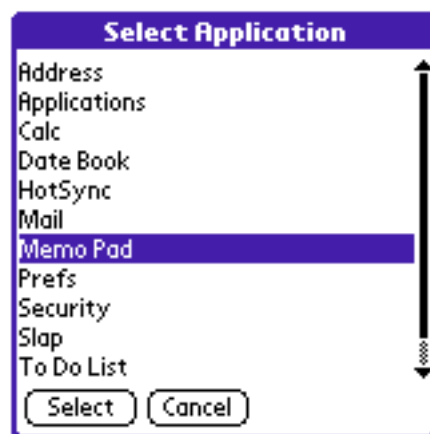 Select Application
Address
Applications
Calc
Date Book
HotSync
Mail
Memo Pad
Prefs
Security
Slap
To Do List
Select Cancel